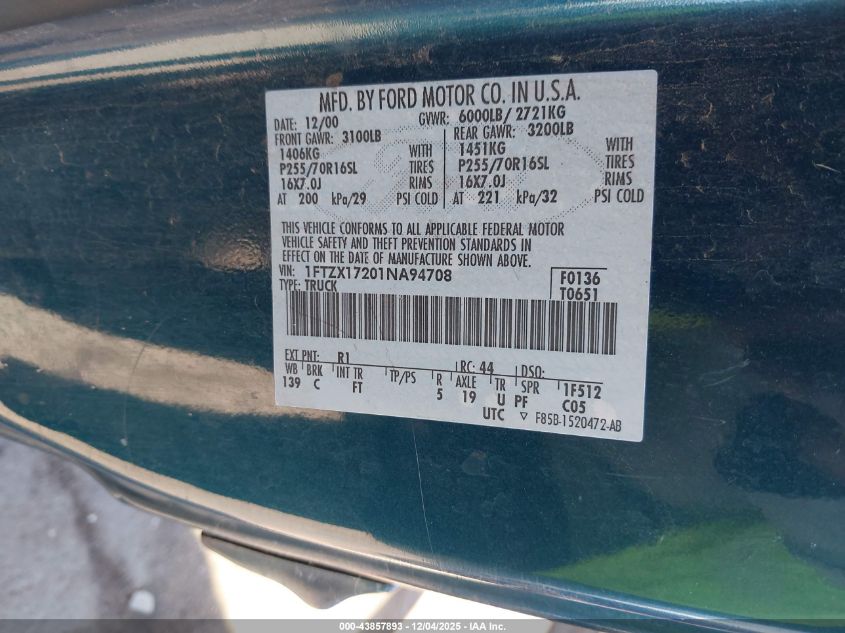 MFD. BY FORD MOTOR CO. IN U.S.A.
DATE: 12/00 GVWR: 6000LB/ 2721KG
FRONT GAWR: 3100LB REAR GAWR: 3200LB
1406KG WITH 1451KG WITH
P255/70R16SL TIRES P255/70R16SL TIRES
16X7.0J RIMS 16X7.0J RIMS
AT 200 kPa/29 PSI COLD AT 221 kPa/32 PSI COLD
THIS VEHICLE CONFORMS TO ALL APPLICABLE FEDERAL MOTOR
VEHICLE SAFETY AND THEFT PREVENTION STANDARDS IN
EFFECT ON THE DATE OF MANUFACTURE SHOWN ABOVE.
VIN: 1FTZX17201NA94708 F0136
TYPE: TRUCK T0651
EXT PNT: R1 RC: 44 DSO:
WB BRK INT TR TP/PS R AXLE TR SPR 1F512
139 C FT 5 19 U PF C05
UTC ▽ F85B-1520472-AB
000-43857893 - 12/04/2025 - IAA Inc.